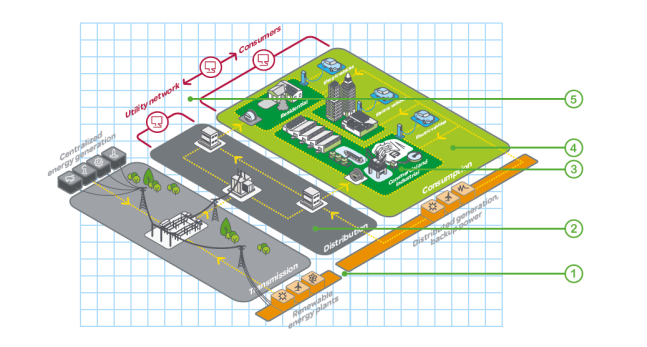 Consumers
Utility network
5
Residential
Centralized
energy generation
4
3
Commercial and
industrial
Consumption
Distributed generation,
backup power
2
Distribution
1
Transmission
Renewable
energy plants